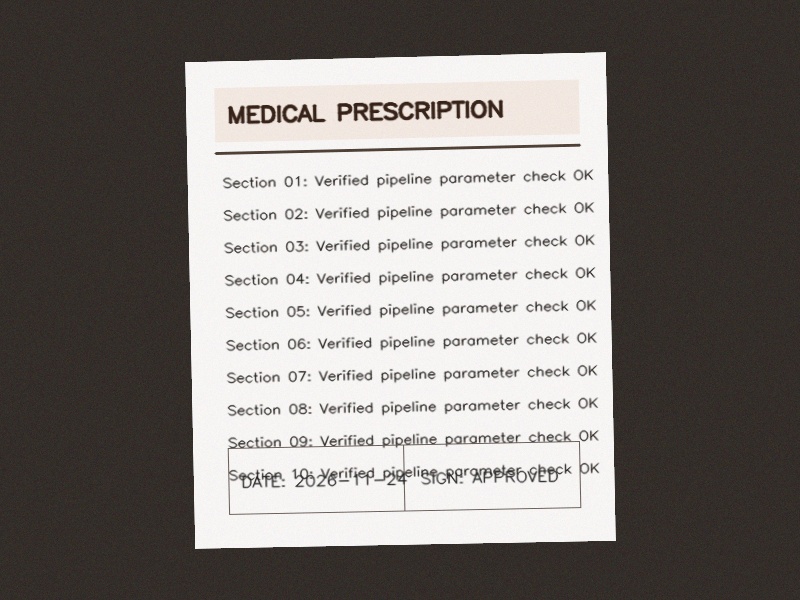 MEDICAL PRESCRIPTION
Section 01: Verified pipeline parameter check OK
Section 02: Verified pipeline parameter check OK
Section 03: Verified pipeline parameter check OK
Section 04: Verified pipeline parameter check OK
Section 05: Verified pipeline parameter check OK
Section 06: Verified pipeline parameter check OK
Section 07: Verified pipeline parameter check OK
Section 08: Verified pipeline parameter check OK
Section 09: Verified pipeline parameter check OK
Section 10: Verified pipeline parameter check OK
DATE: 2026-11-24 SIGN: APPROVED